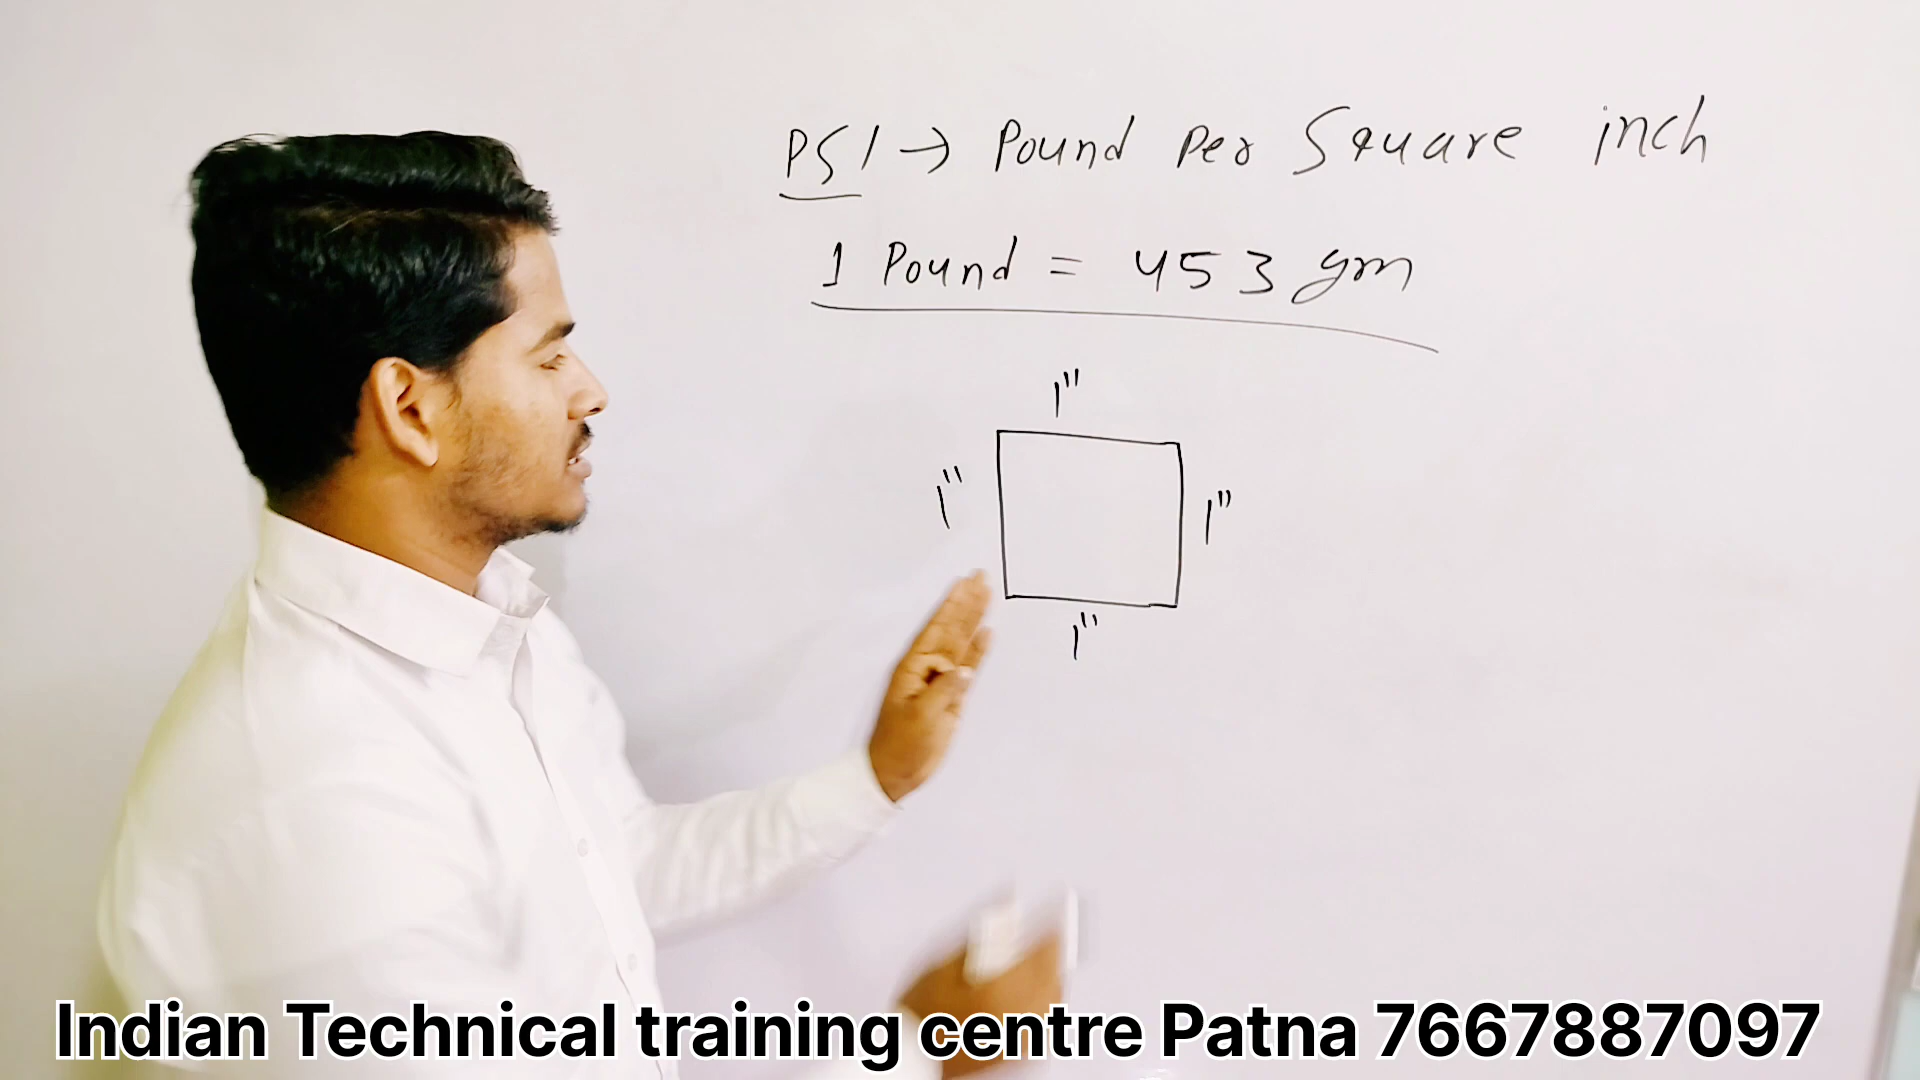 PSI → Pound Per Square inch
1 Pound = 453 gm
1"
1" 1"
1"
Indian Technical training centre Patna 7667887097